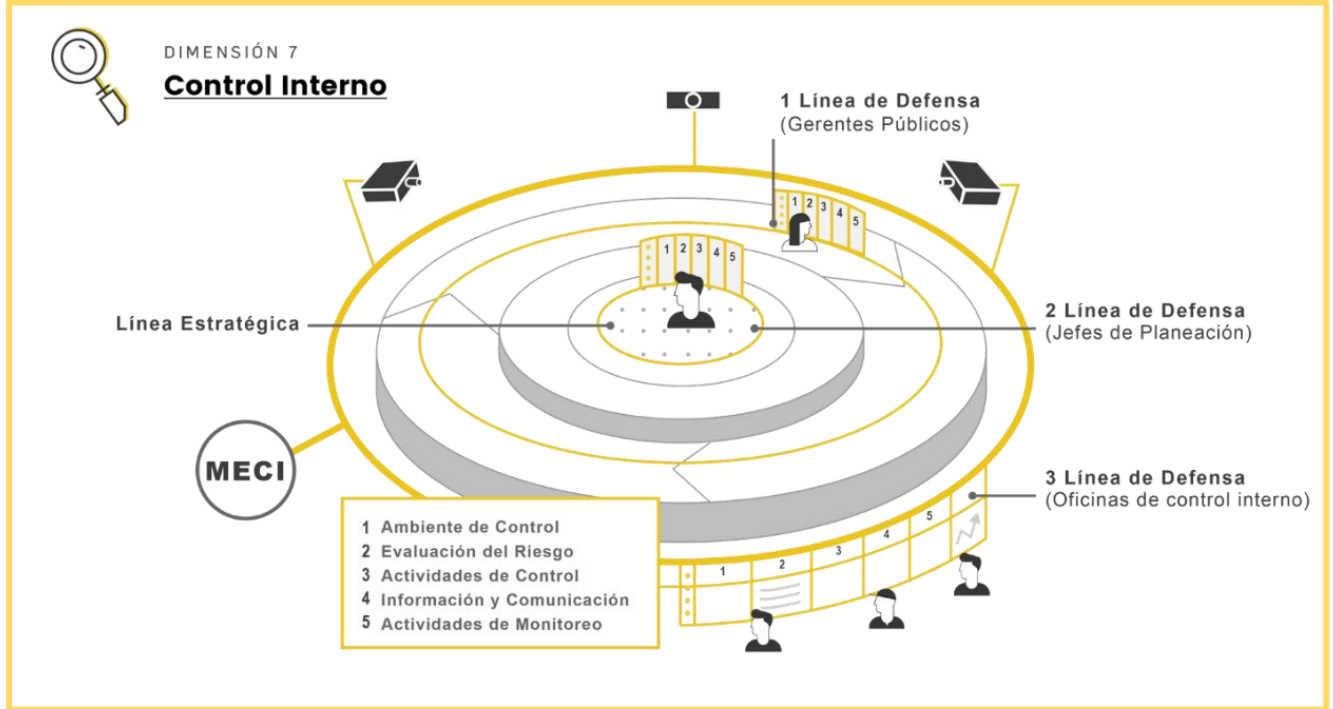 DIMENSIÓN 7
Control Interno
1 Línea de Defensa
(Gerentes Públicos)
1 2 3 4 5
1 2 3 4 5
Línea Estratégica
2 Línea de Defensa
(Jefes de Planeación)
MECI
3 Línea de Defensa
(Oficinas de control interno)
1 Ambiente de Control
2 Evaluación del Riesgo
3 Actividades de Control
4 Información y Comunicación
5 Actividades de Monitoreo
1 2 3 4 5